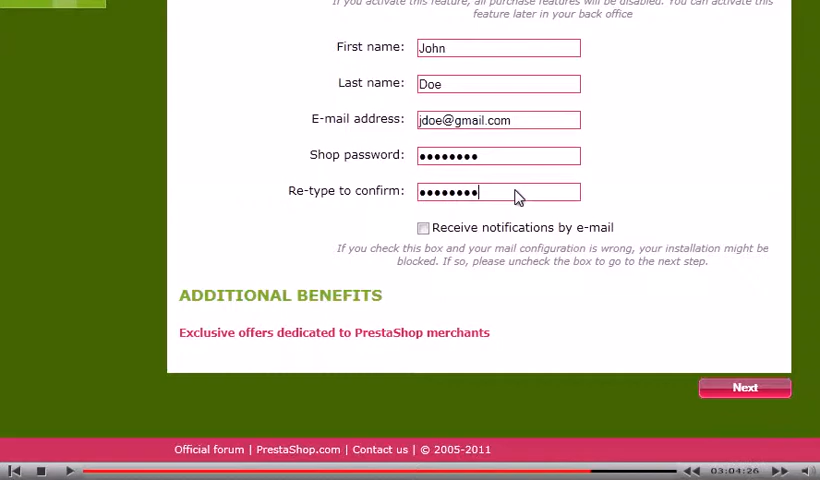 If you activate this feature, all purchase features will be disabled. You can activate this
feature later in your back office
First name: John
Last name: Doe
E-mail address: jdoe@gmail.com
Shop password: ●●●●●●●●
Re-type to confirm: ●●●●●●●●
Receive notifications by e-mail
If you check this box and your mail configuration is wrong, your installation might be
blocked. If so, please uncheck the box to go to the next step.
ADDITIONAL BENEFITS
Exclusive offers dedicated to PrestaShop merchants
Next
Official forum | PrestaShop.com | Contact us | © 2005-2011
03:04:26